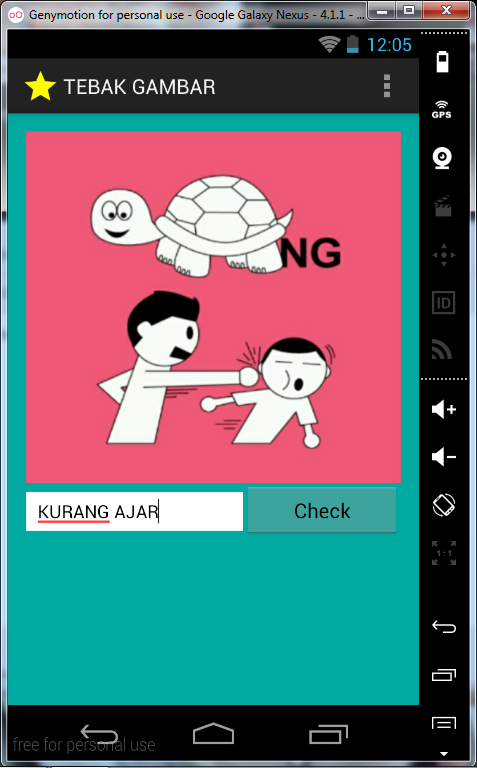 Genymotion for personal use - Google Galaxy Nexus - 4.1.1 - ...
12:05
TEBAK GAMBAR
GPS
ID
NG
KURANG AJAR
Check
1:1
free for personal use